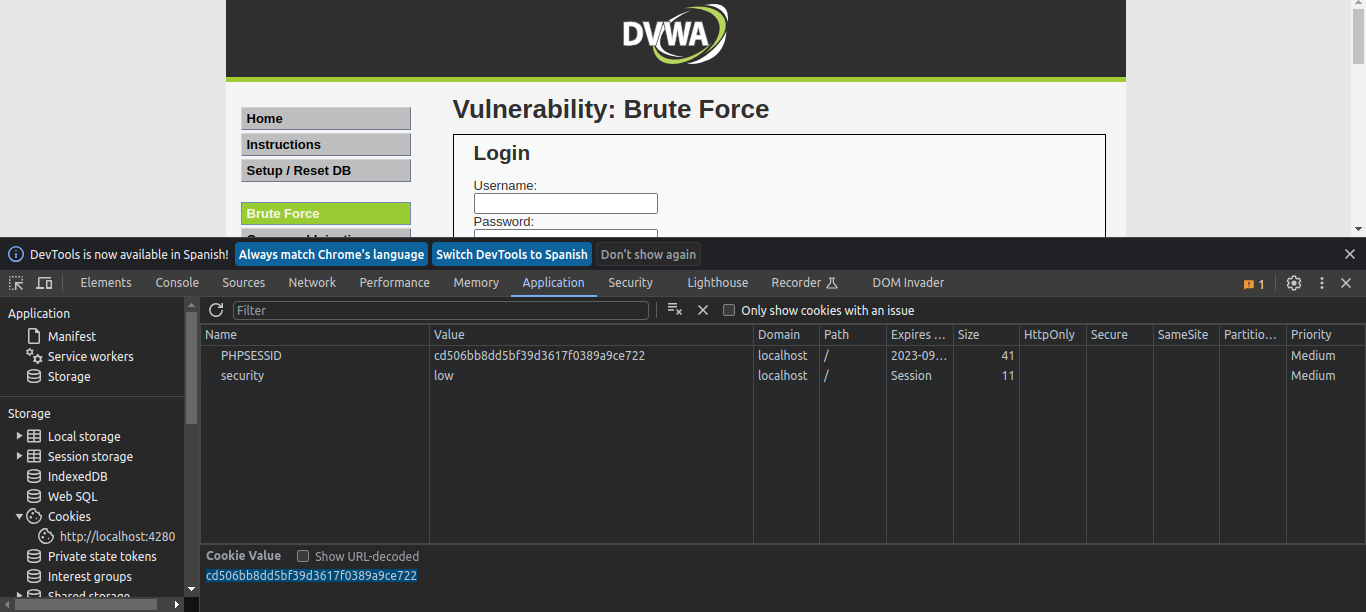 DVWA
Vulnerability: Brute Force
Home
Instructions
Setup / Reset DB
Brute Force
Login
Username:
Password:
DevTools is now available in Spanish! Always match Chrome's language Switch DevTools to Spanish Don't show again
Elements Console Sources Network Performance Memory Application Security Lighthouse Recorder DOM Invader 1
Application
Manifest
Service workers
Storage
Storage
Local storage
Session storage
IndexedDB
Web SQL
Cookies
http://localhost:4280
Private state tokens
Interest groups
Shared storage
Filter Only show cookies with an issue
Name Value Domain Path Expires ... Size HttpOnly Secure SameSite Partitio... Priority
PHPSESSID cd506bb8dd5bf39d3617f0389a9ce722 localhost / 2023-09... 41 Medium
security low localhost / Session 11 Medium
Cookie Value Show URL-decoded
cd506bb8dd5bf39d3617f0389a9ce722